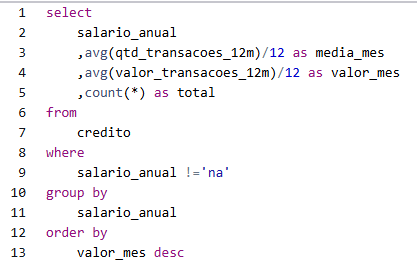 1 select
2     salario_anual
3     ,avg(qtd_transacoes_12m)/12 as media_mes
4     ,avg(valor_transacoes_12m)/12 as valor_mes
5     ,count(*) as total
6 from
7     credito
8 where
9     salario_anual !='na'
10 group by
11     salario_anual
12 order by
13     valor_mes desc